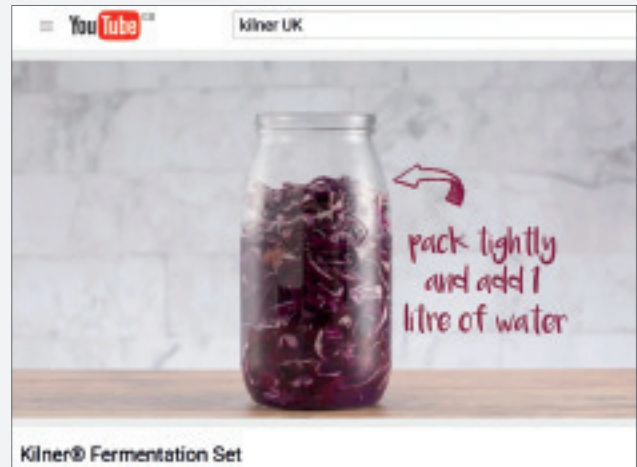 YouTube
kilner UK
pack tightly
and add 1
litre of water
Kilner® Fermentation Set